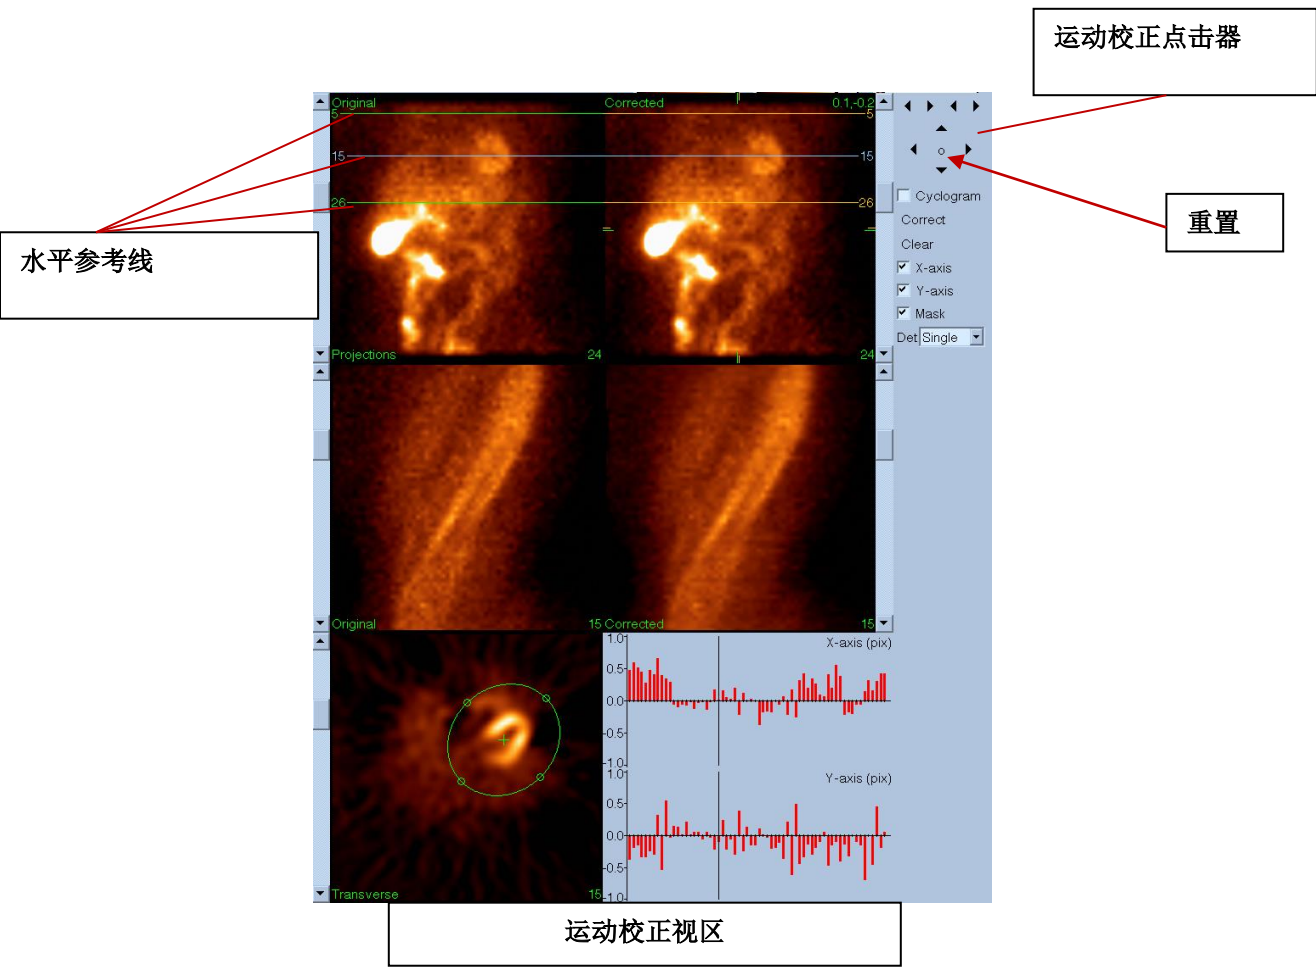 运动校正点击器
Original
Corrected
0.1,-0.2
5
5
15
15
26
26
Cyclogram
重置
Correct
水平参考线
Clear
X-axis
Y-axis
Mask
Det Single
Projections
24
24
Original
15
Corrected
15
1.0
X-axis (pix)
0.5
0.0
-0.5
-1.0
1.0
Y-axis (pix)
0.5
0.0
-0.5
-1.0
Transverse
15
运动校正视区